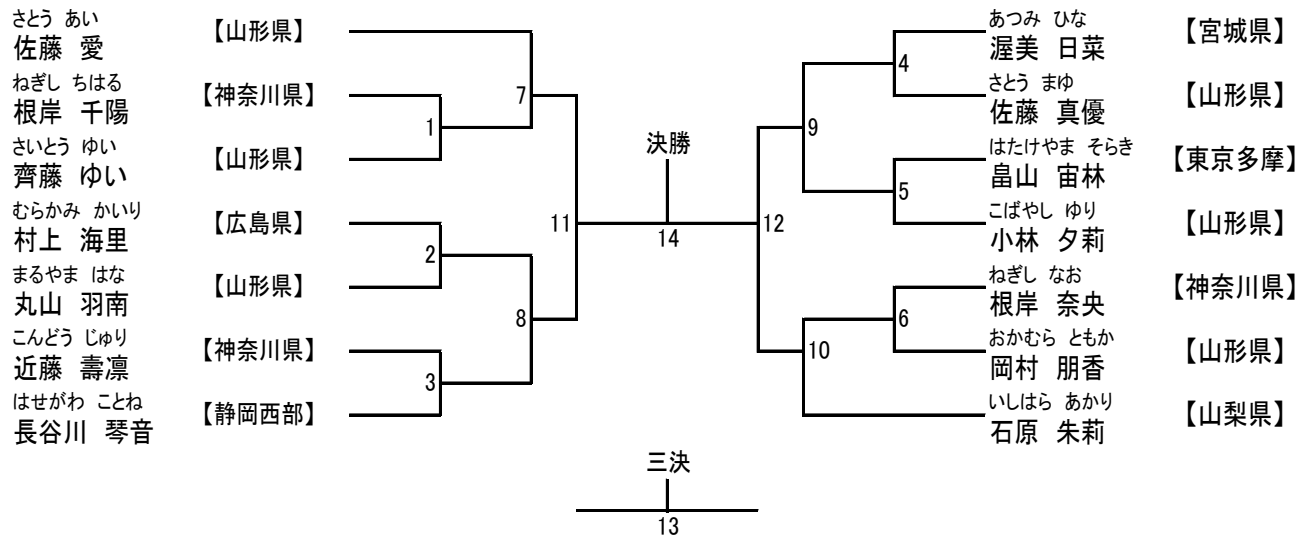 さとう あい
佐藤 愛 【山形県】
ねぎし ちはる
根岸 千陽 【神奈川県】
さいとう ゆい
齊藤 ゆい 【山形県】
むらかみ かいり
村上 海里 【広島県】
まるやま はな
丸山 羽南 【山形県】
こんどう じゅり
近藤 壽凛 【神奈川県】
はせがわ ことね
長谷川 琴音 【静岡西部】
1
2
3
7
8
11
決勝
14
12
9
10
4
5
6
あつみ ひな
渥美 日菜 【宮城県】
さとう まゆ
佐藤 真優 【山形県】
はたけやま そらき
畠山 宙林 【東京多摩】
こばやし ゆり
小林 夕莉 【山形県】
ねぎし なお
根岸 奈央 【神奈川県】
おかむら ともか
岡村 朋香 【山形県】
いしはら あかり
石原 朱莉 【山梨県】
三決
13